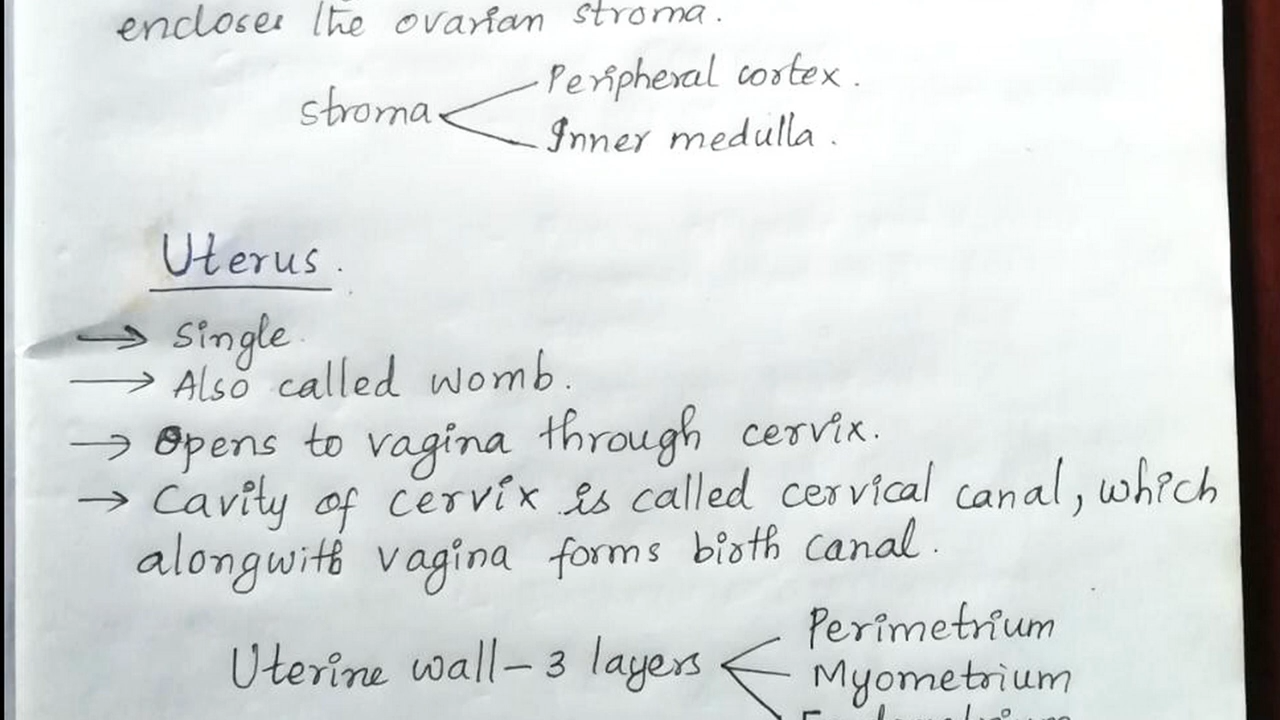 encloses the ovarian stroma.
stroma
Peripheral cortex.
Inner medulla.
Uterus.
→ Single
→ Also called womb.
→ Opens to vagina through cervix.
→ Cavity of cervix is called cervical canal, which
alongwith vagina forms birth canal.
Uterine wall - 3 layers
Perimetrium
Myometrium